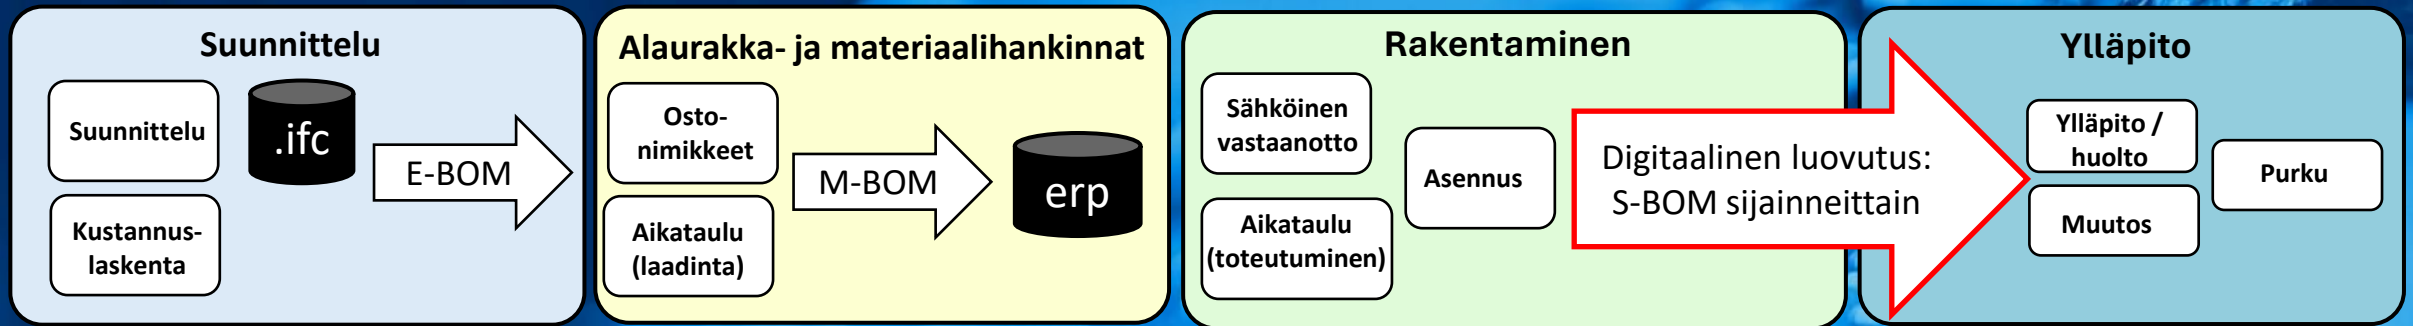 Suunnittelu
Suunnittelu
.ifc
Kustannus-
laskenta
E-BOM
Alaurakka- ja materiaalihankinnat
Osto-
nimikkeet
Aikataulu
(laadinta)
M-BOM
erp
Rakentaminen
Sähköinen
vastaanotto
Aikataulu
(toteutuminen)
Asennus
Digitaalinen luovutus:
S-BOM sijainneittain
Ylläpito
Ylläpito /
huolto
Muutos
Purku